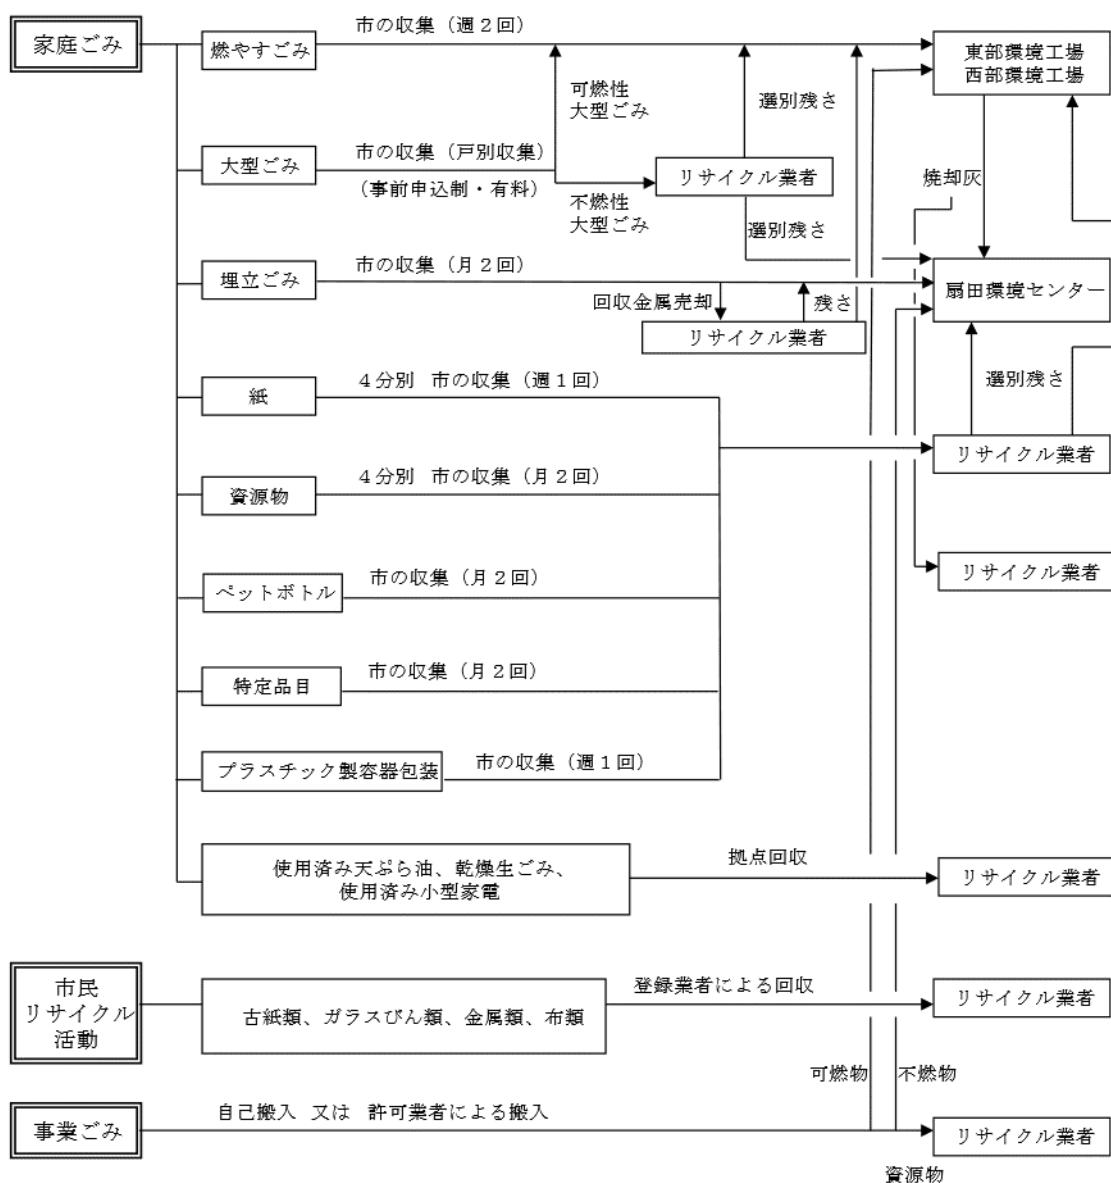 家庭ごみ
燃やすごみ
市の収集（週２回）
東部環境工場
西部環境工場
可燃性
大型ごみ
選別残さ
大型ごみ
市の収集（戸別収集）
（事前申込制・有料）
リサイクル業者
焼却灰
不燃性
大型ごみ
選別残さ
埋立ごみ
市の収集（月２回）
扇田環境センター
回収金属売却
残さ
リサイクル業者
紙
４分別　市の収集（週１回）
選別残さ
リサイクル業者
資源物
４分別　市の収集（月２回）
ペットボトル
市の収集（月２回）
リサイクル業者
特定品目
市の収集（月２回）
プラスチック製容器包装
市の収集（週１回）
使用済み天ぷら油、乾燥生ごみ、
使用済み小型家電
拠点回収
リサイクル業者
市民
リサイクル
活動
古紙類、ガラスびん類、金属類、布類
登録業者による回収
リサイクル業者
可燃物
不燃物
事業ごみ
自己搬入　又は　許可業者による搬入
リサイクル業者
資源物